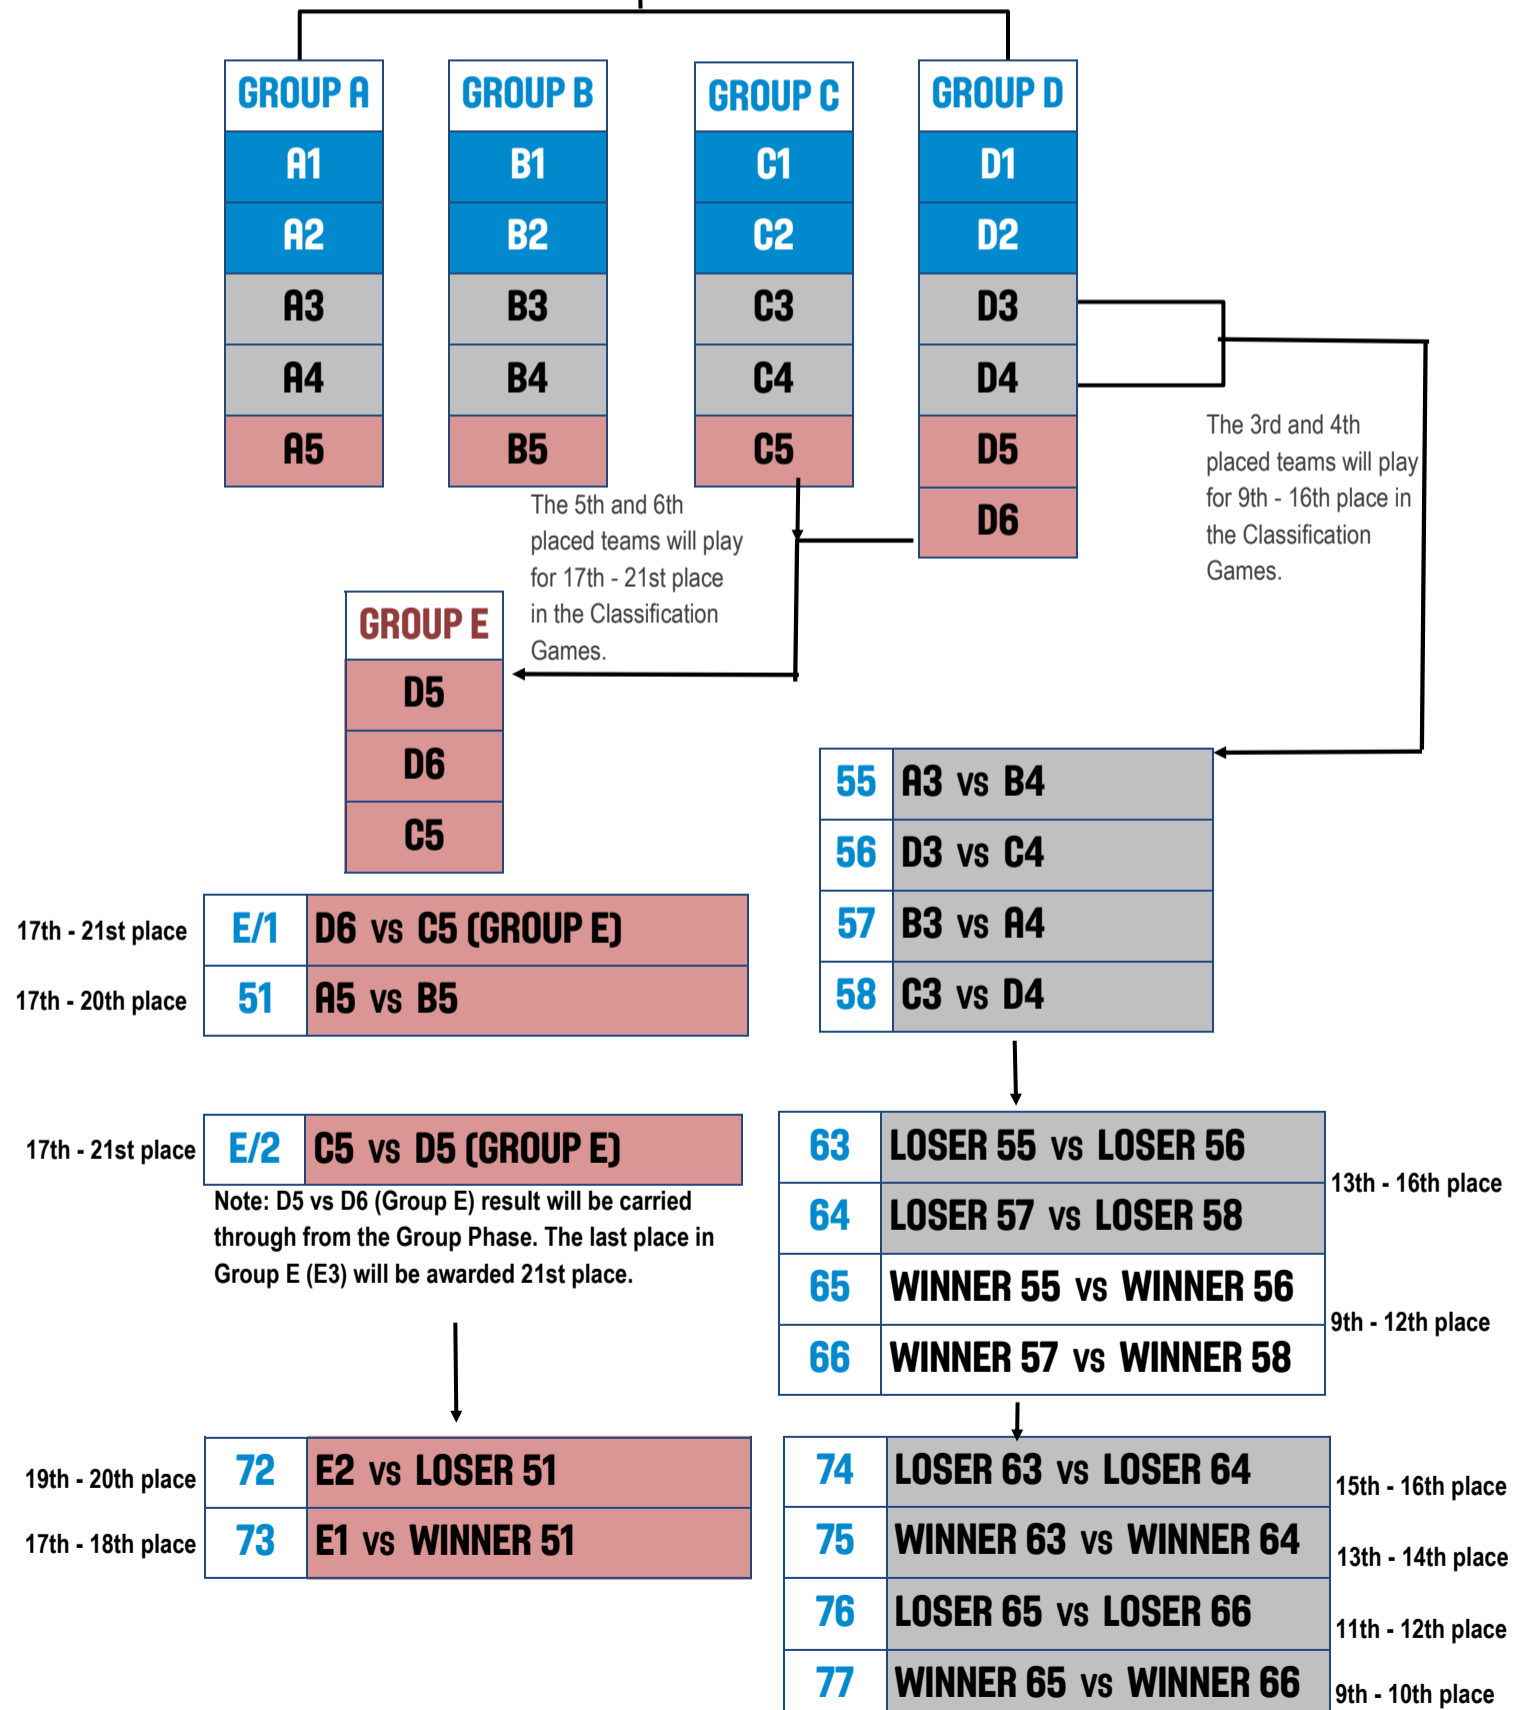 GROUP A
A1
A2
A3
A4
A5
GROUP B
B1
B2
B3
B4
B5
GROUP C
C1
C2
C3
C4
C5
GROUP D
D1
D2
D3
D4
D5
D6
The 3rd and 4th
placed teams will play
for 9th - 16th place in
the Classification
Games.
The 5th and 6th
placed teams will play
for 17th - 21st place
in the Classification
Games.
GROUP E
D5
D6
C5
17th - 21st place E/1 D6 vs C5 (GROUP E)
17th - 20th place 51 A5 vs B5
17th - 21st place E/2 C5 vs D5 (GROUP E)
Note: D5 vs D6 (Group E) result will be carried
through from the Group Phase. The last place in
Group E (E3) will be awarded 21st place.
19th - 20th place 72 E2 vs LOSER 51
17th - 18th place 73 E1 vs WINNER 51
55 A3 vs B4
56 D3 vs C4
57 B3 vs A4
58 C3 vs D4
63 LOSER 55 vs LOSER 56
13th - 16th place
64 LOSER 57 vs LOSER 58
65 WINNER 55 vs WINNER 56
9th - 12th place
66 WINNER 57 vs WINNER 58
74 LOSER 63 vs LOSER 64 15th - 16th place
75 WINNER 63 vs WINNER 64 13th - 14th place
76 LOSER 65 vs LOSER 66 11th - 12th place
77 WINNER 65 vs WINNER 66 9th - 10th place